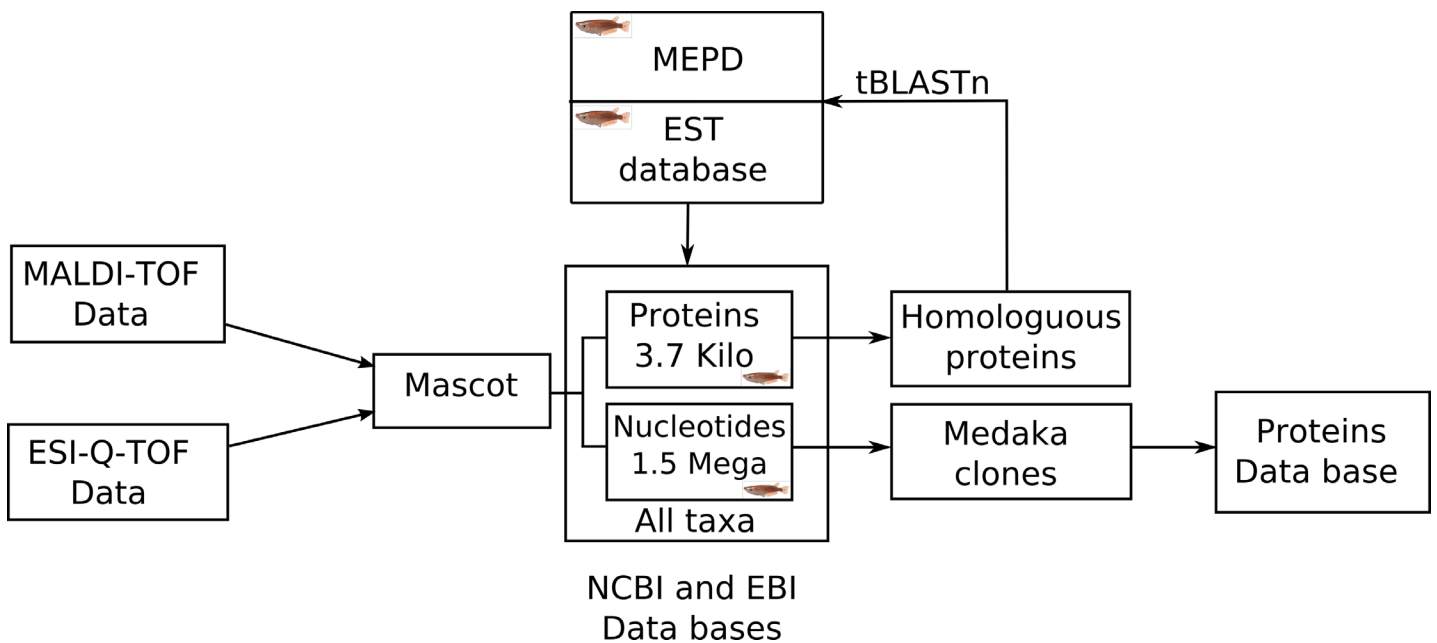 MEPD
tBLASTn
EST
database
MALDI-TOF
Data
Mascot
ESI-Q-TOF
Data
Proteins
3.7 Kilo
Nucleotides
1.5 Mega
All taxa
Homologuous
proteins
Medaka
clones
Proteins
Data base
NCBI and EBI
Data bases